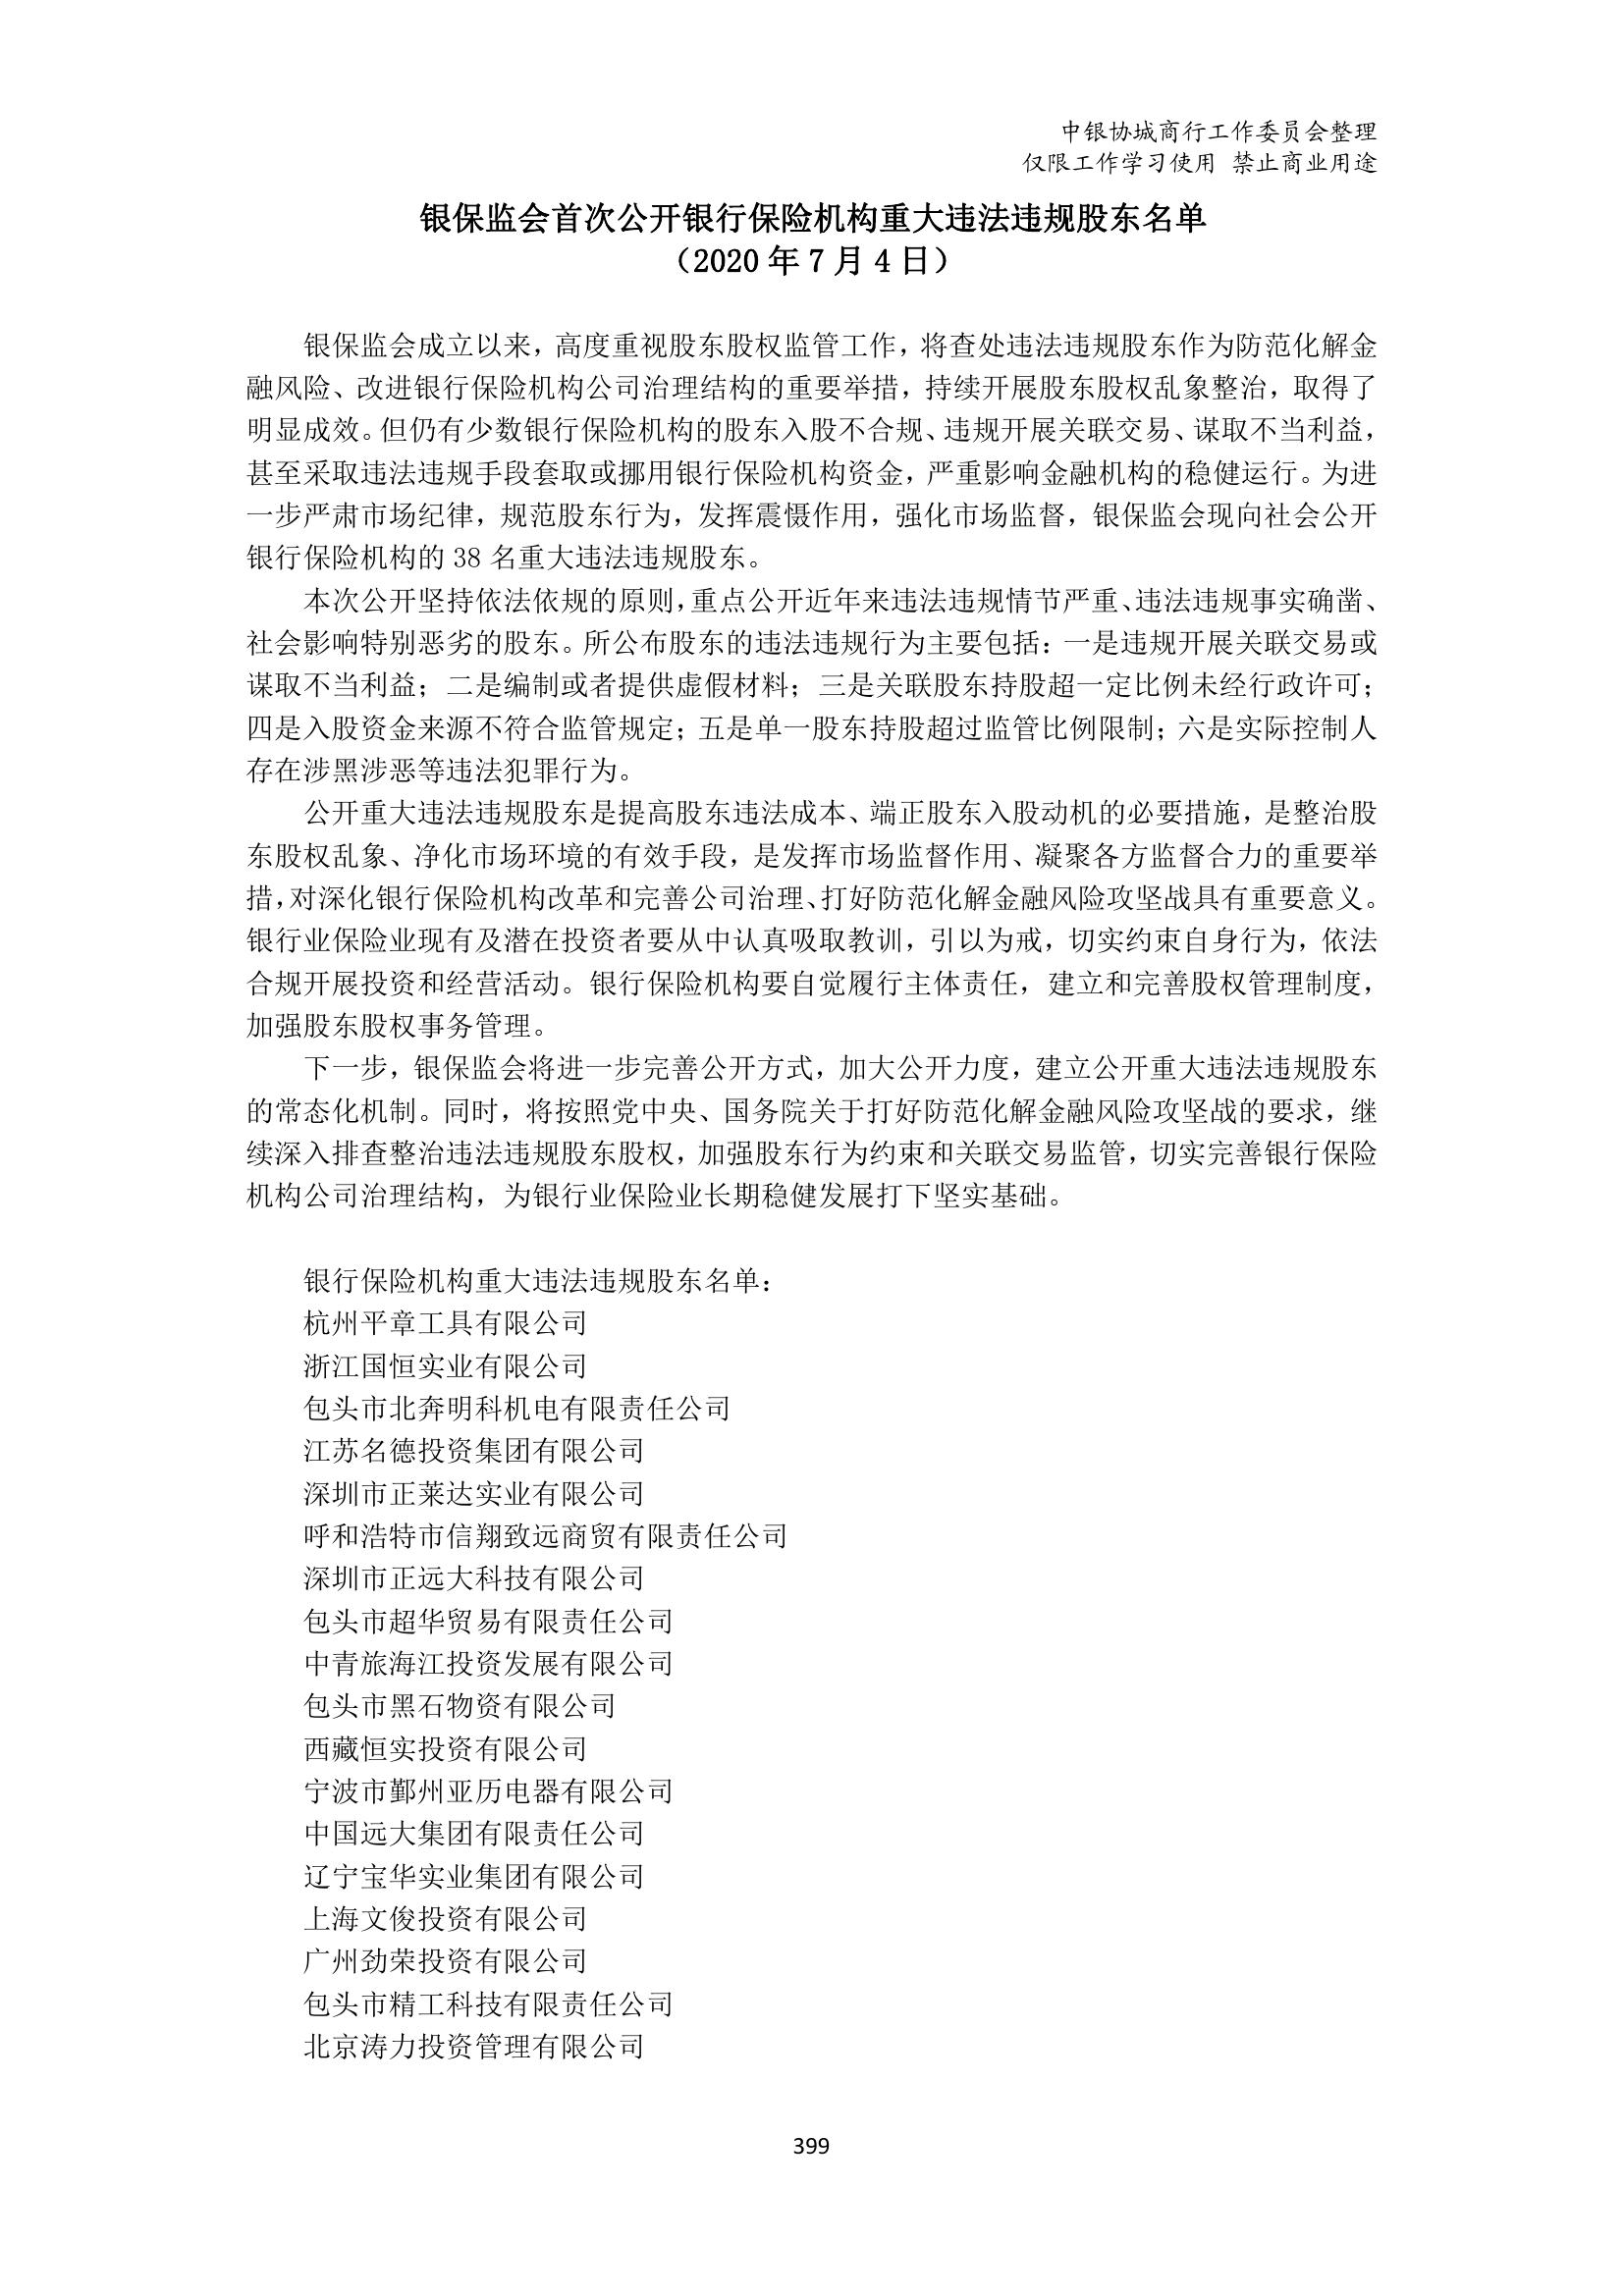 中银协城商行工作委员会整理
仅限工作学习使用 禁止商业用途
银保监会首次公开银行保险机构重大违法违规股东名单
（2020 年 7 月 4 日）
银保监会成立以来，高度重视股东股权监管工作，将查处违法违规股东作为防范化解金
融风险、改进银行保险机构公司治理结构的重要举措，持续开展股东股权乱象整治，取得了
明显成效。但仍有少数银行保险机构的股东入股不合规、违规开展关联交易、谋取不当利益，
甚至采取违法违规手段套取或挪用银行保险机构资金，严重影响金融机构的稳健运行。为进
一步严肃市场纪律，规范股东行为，发挥震慑作用，强化市场监督，银保监会现向社会公开
银行保险机构的 38 名重大违法违规股东。
本次公开坚持依法依规的原则，重点公开近年来违法违规情节严重、违法违规事实确凿、
社会影响特别恶劣的股东。所公布股东的违法违规行为主要包括：一是违规开展关联交易或
谋取不当利益；二是编制或者提供虚假材料；三是关联股东持股超一定比例未经行政许可；
四是入股资金来源不符合监管规定；五是单一股东持股超过监管比例限制；六是实际控制人
存在涉黑涉恶等违法犯罪行为。
公开重大违法违规股东是提高股东违法成本、端正股东入股动机的必要措施，是整治股
东股权乱象、净化市场环境的有效手段，是发挥市场监督作用、凝聚各方监督合力的重要举
措，对深化银行保险机构改革和完善公司治理、打好防范化解金融风险攻坚战具有重要意义。
银行业保险业现有及潜在投资者要从中认真吸取教训，引以为戒，切实约束自身行为，依法
合规开展投资和经营活动。银行保险机构要自觉履行主体责任，建立和完善股权管理制度，
加强股东股权事务管理。
下一步，银保监会将进一步完善公开方式，加大公开力度，建立公开重大违法违规股东
的常态化机制。同时，将按照党中央、国务院关于打好防范化解金融风险攻坚战的要求，继
续深入排查整治违法违规股东股权，加强股东行为约束和关联交易监管，切实完善银行保险
机构公司治理结构，为银行业保险业长期稳健发展打下坚实基础。
银行保险机构重大违法违规股东名单：
杭州平章工具有限公司
浙江国恒实业有限公司
包头市北奔明科机电有限责任公司
江苏名德投资集团有限公司
深圳市正莱达实业有限公司
呼和浩特市信翔致远商贸有限责任公司
深圳市正远大科技有限公司
包头市超华贸易有限责任公司
中青旅海江投资发展有限公司
包头市黑石物资有限公司
西藏恒实投资有限公司
宁波市鄞州亚历电器有限公司
中国远大集团有限责任公司
辽宁宝华实业集团有限公司
上海文俊投资有限公司
广州劲荣投资有限公司
包头市精工科技有限责任公司
北京涛力投资管理有限公司
399